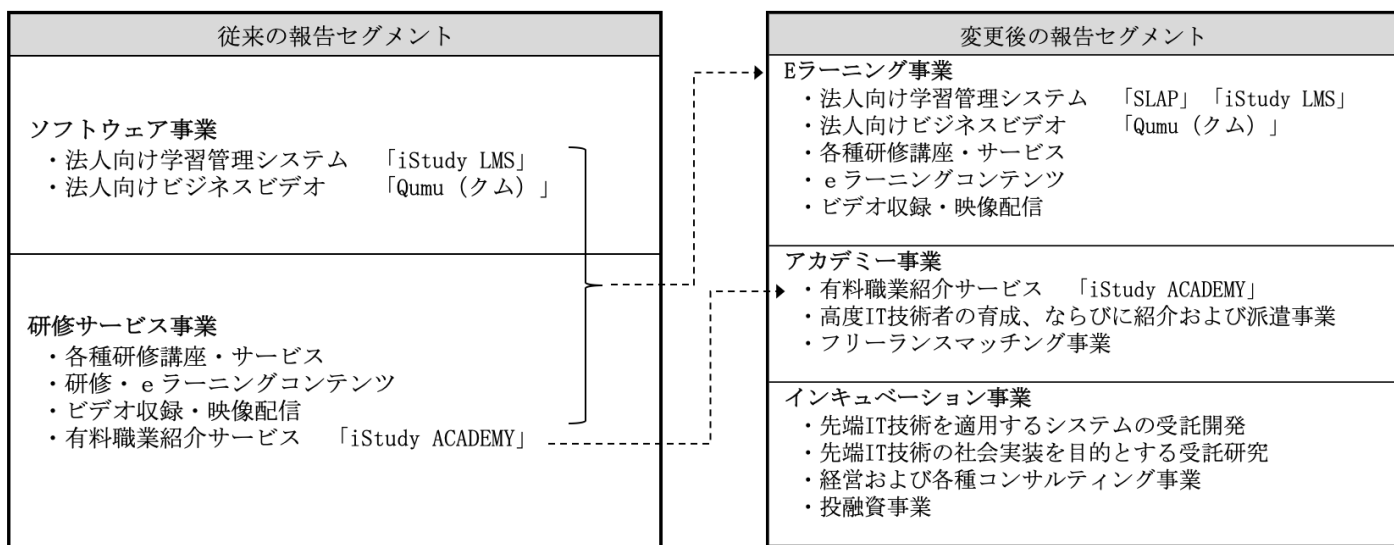 従来の報告セグメント
ソフトウェア事業
・法人向け学習管理システム 「iStudy LMS」
・法人向けビジネスビデオ 「Qumu（クム）」
研修サービス事業
・各種研修講座・サービス
・研修・ｅラーニングコンテンツ
・ビデオ収録・映像配信
・有料職業紹介サービス 「iStudy ACADEMY」
変更後の報告セグメント
Eラーニング事業
・法人向け学習管理システム 「SLAP」「iStudy LMS」
・法人向けビジネスビデオ 「Qumu（クム）」
・各種研修講座・サービス
・ｅラーニングコンテンツ
・ビデオ収録・映像配信
アカデミー事業
・有料職業紹介サービス 「iStudy ACADEMY」
・高度IT技術者の育成、ならびに紹介および派遣事業
・フリーランスマッチング事業
インキュベーション事業
・先端IT技術を適用するシステムの受託開発
・先端IT技術の社会実装を目的とする受託研究
・経営および各種コンサルティング事業
・投融資事業